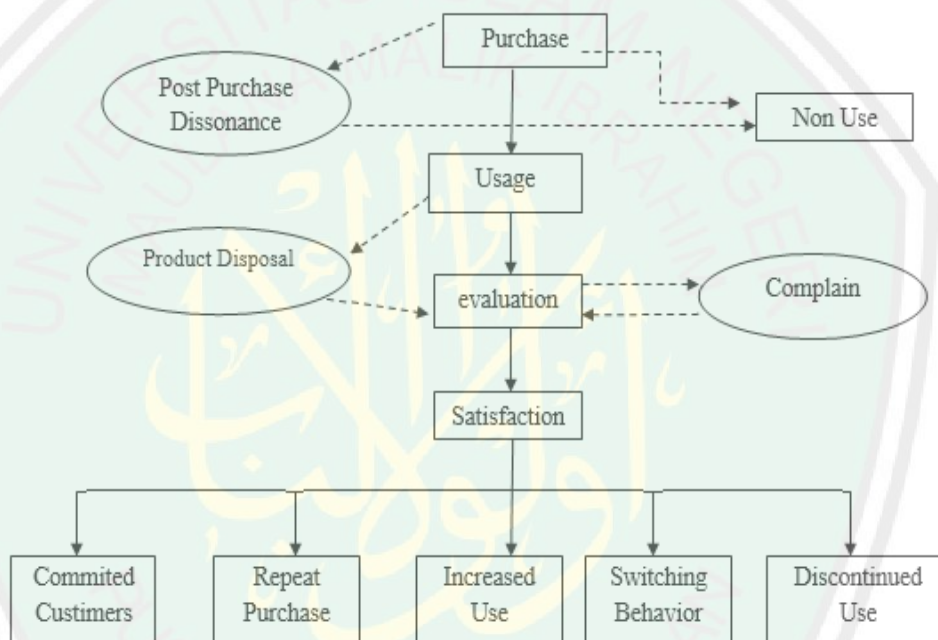 Purchase
Post Purchase
Dissonance
Non Use
Usage
Product Disposal
evaluation
Complain
Satisfaction
Commited
Custimers
Repeat
Purchase
Increased
Use
Switching
Behavior
Discontinued
Use